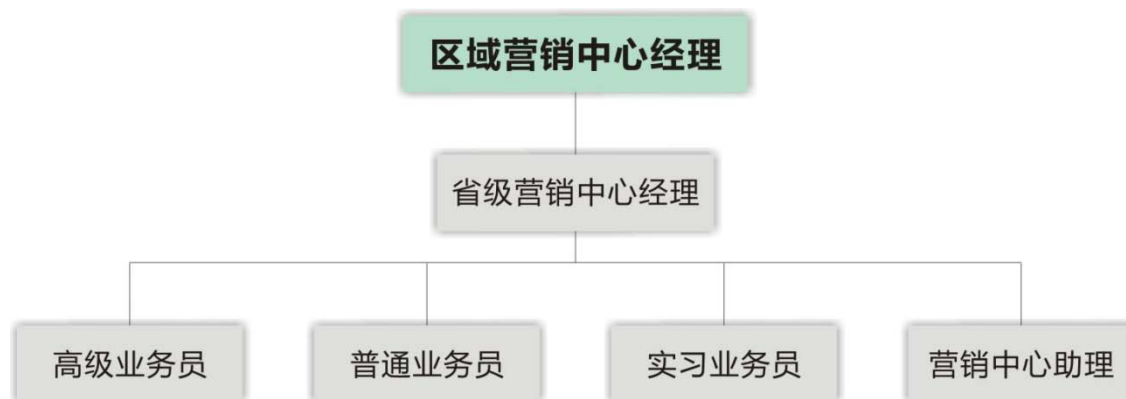 区域营销中心经理
省级营销中心经理
高级业务员
普通业务员
实习业务员
营销中心助理